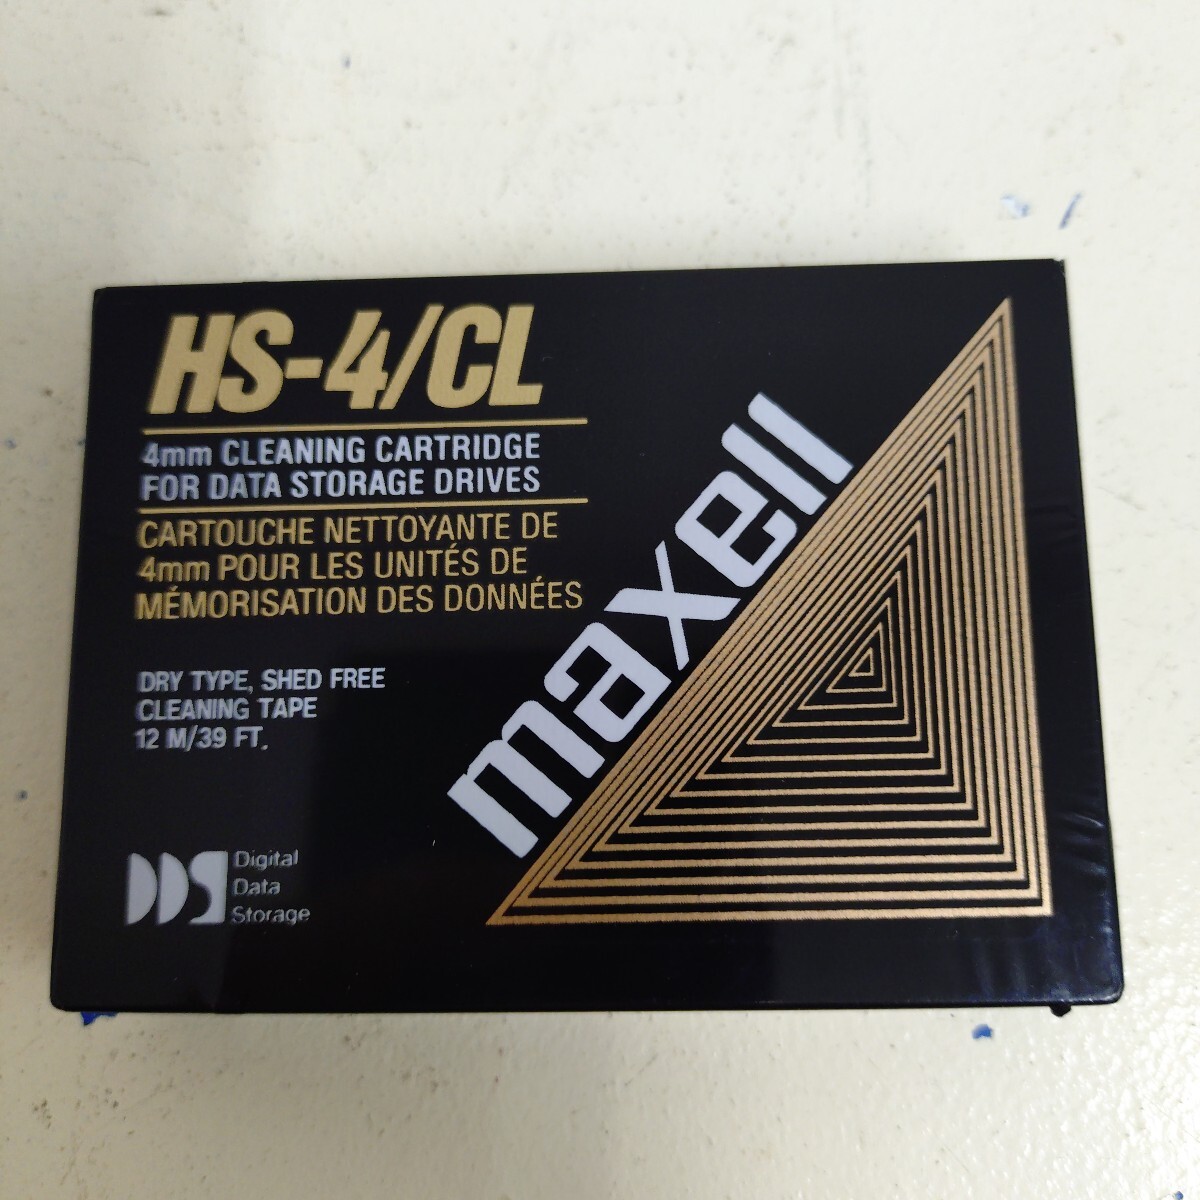 HS-4/CL
4mm CLEANING CARTRIDGE
FOR DATA STORAGE DRIVES
CARTOUCHE NETTOYANTE DE
4mm POUR LES UNITÉS DE
MÉMORISATION DES DONNÉES
DRY TYPE, SHED FREE
CLEANING TAPE
12 M/39 FT.
maxell
DDS
Digital
Data
Storage